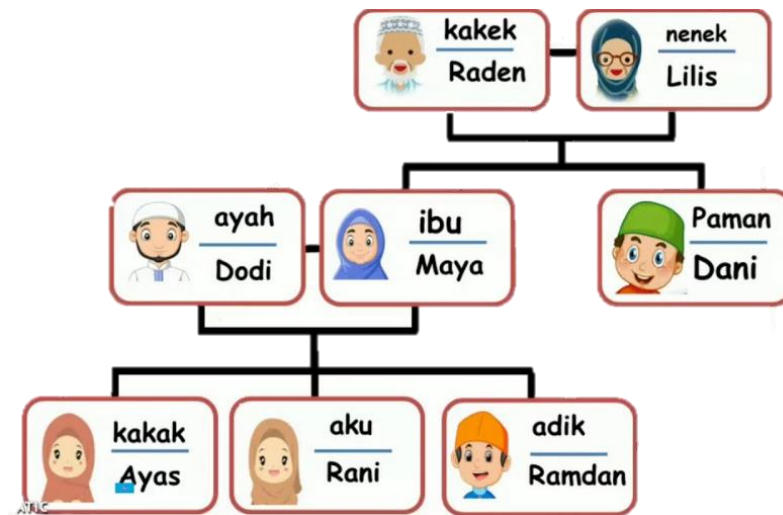 kakek
Raden
nenek
Lilis
ayah
Dodi
ibu
Maya
Paman
Dani
kakak
Ayas
aku
Rani
adik
Ramdan